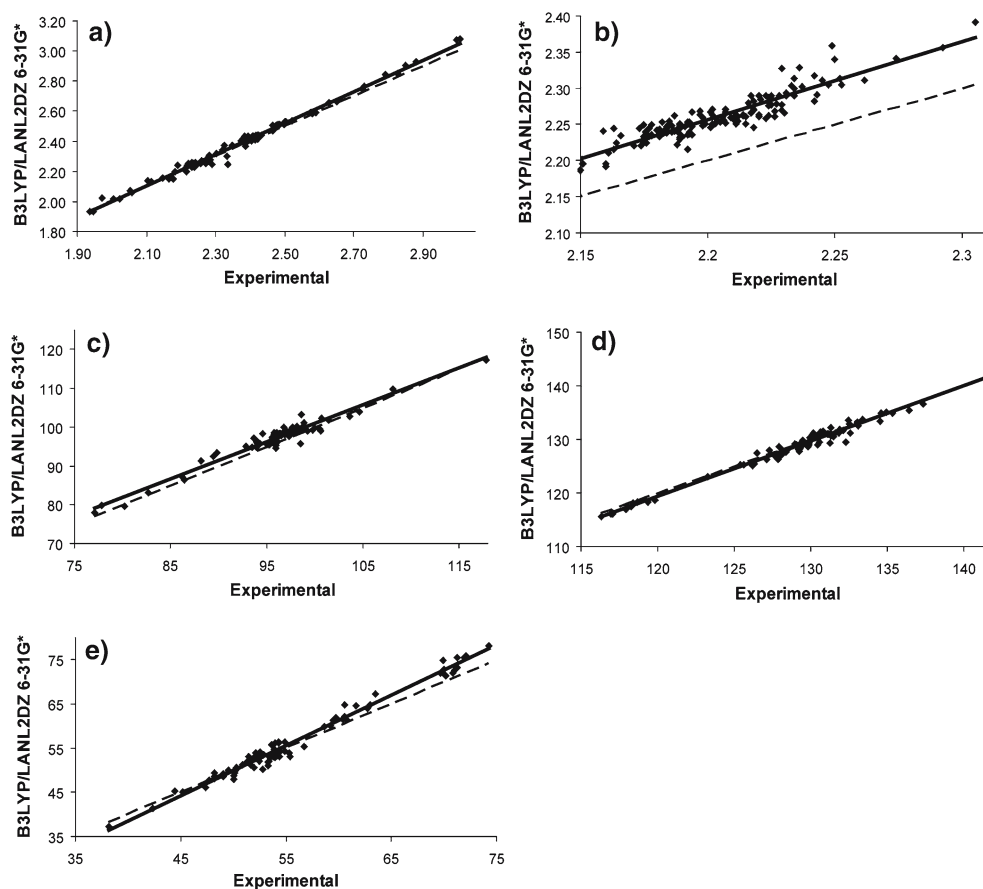 a)
B3LYP/LANL2DZ 6-31G*
3.20
3.00
2.80
2.60
2.40
2.20
2.00
1.80
1.90 2.10 2.30 2.50 2.70 2.90
Experimental
b)
B3LYP/LANL2DZ 6-31G*
2.40
2.35
2.30
2.25
2.20
2.15
2.10
2.15 2.2 2.25 2.3
Experimental
c)
B3LYP/LANL2DZ 6-31G*
120
110
100
90
80
70
75 85 95 105 115
Experimental
d)
B3LYP/LANL2DZ 6-31G*
150
140
130
120
110
115 120 125 130 135 140
Experimental
e)
B3LYP/LANL2DZ 6-31G*
75
65
55
45
35
35 45 55 65 75
Experimental